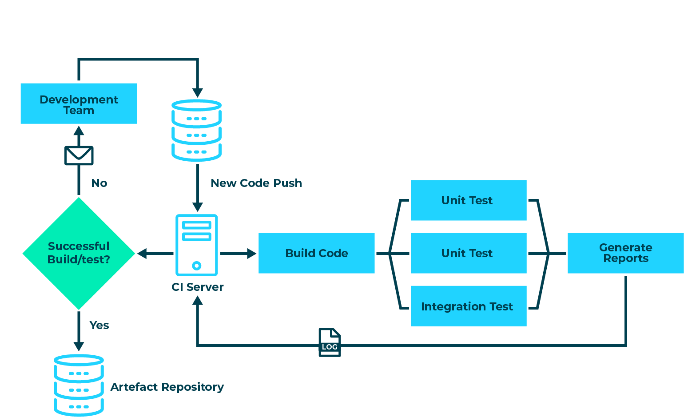 Development
Team
No
New Code Push
Unit Test
Successful
Build/test?
Build Code
Unit Test
Generate
Reports
CI Server
Integration Test
Yes
LOG
Artefact Repository